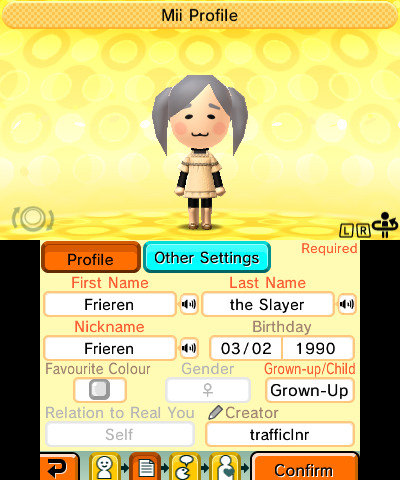 Mii Profile
L R
Profile
Other Settings
Required
First Name
Last Name
Frieren
the Slayer
Nickname
Birthday
Frieren
03/02
1990
Favourite Colour
Gender
Grown-up/Child
♀
Grown-Up
Relation to Real You
Creator
Self
trafficlnr
Confirm